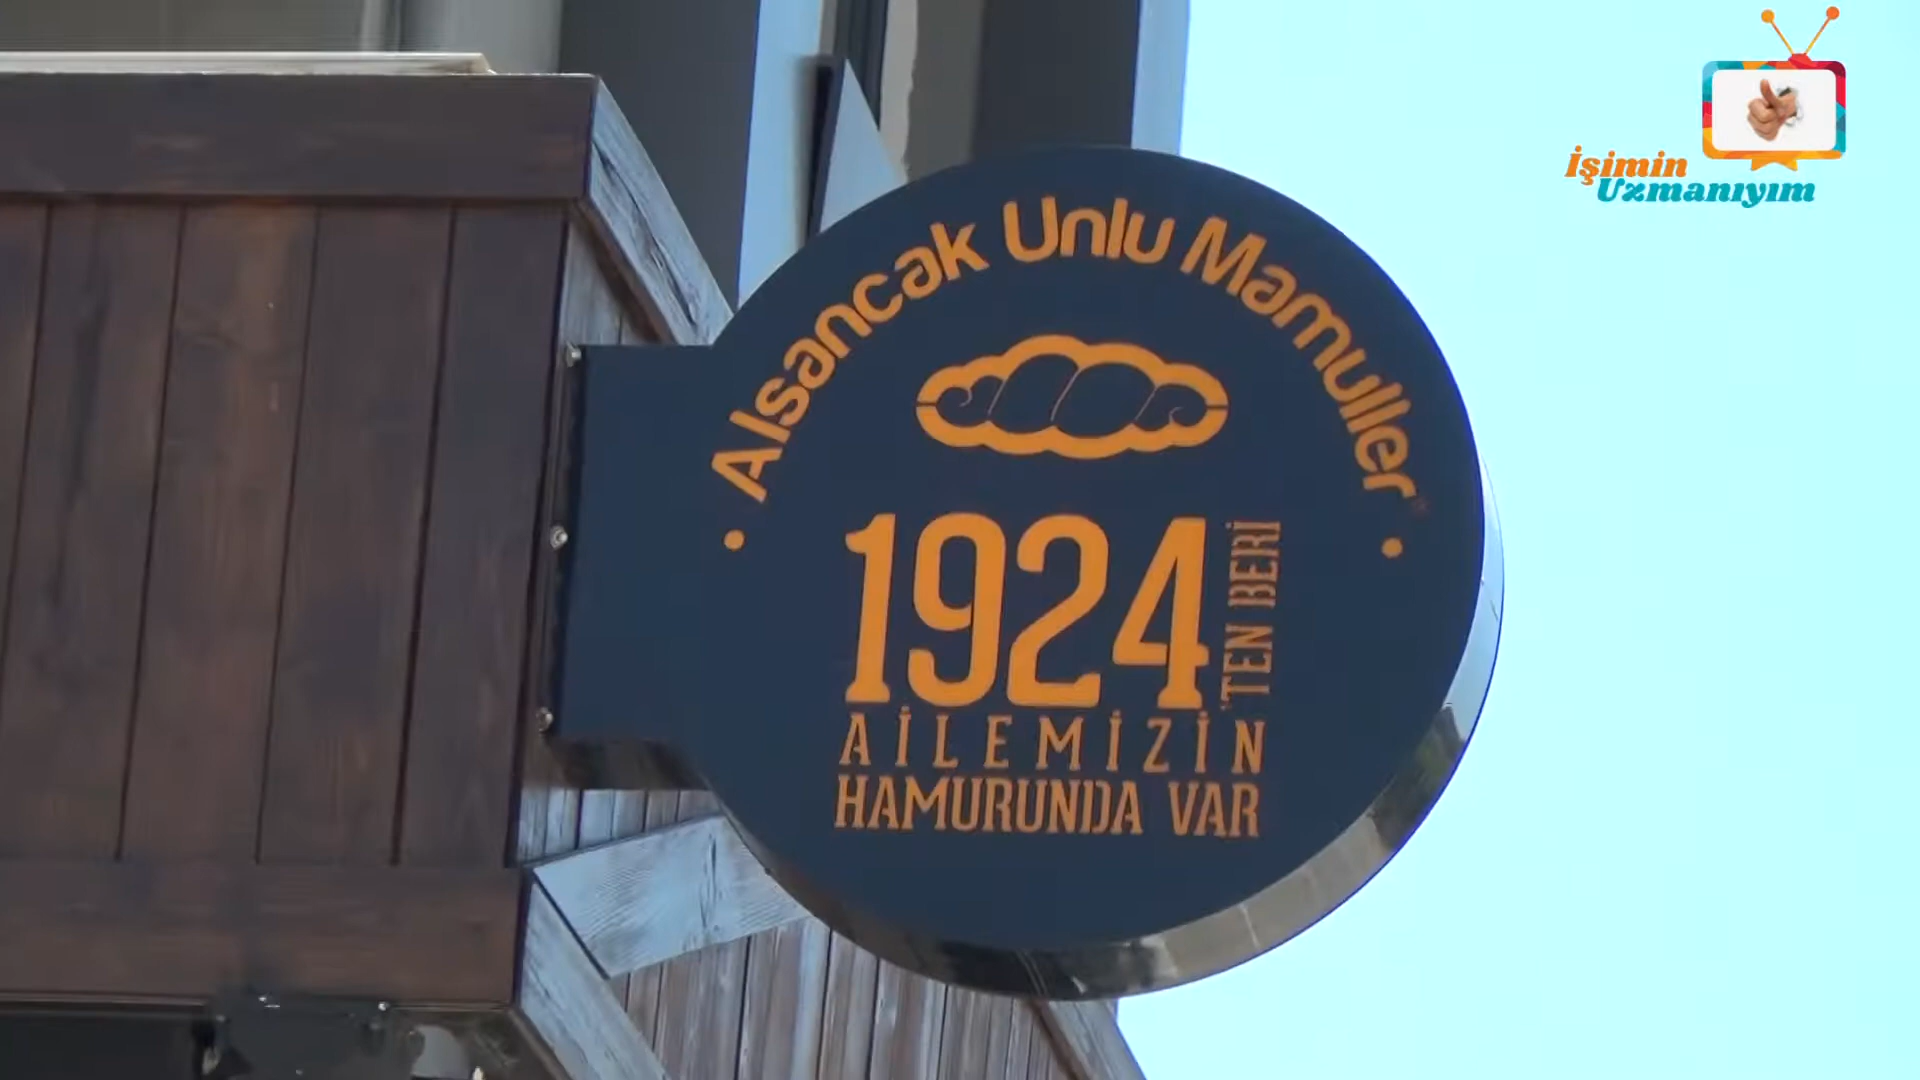 İşimin
Uzmanıyım
Alsancak Unlu Mamuller
1924
'TEN BERİ
AİLEMİZİN
HAMURUNDA VAR